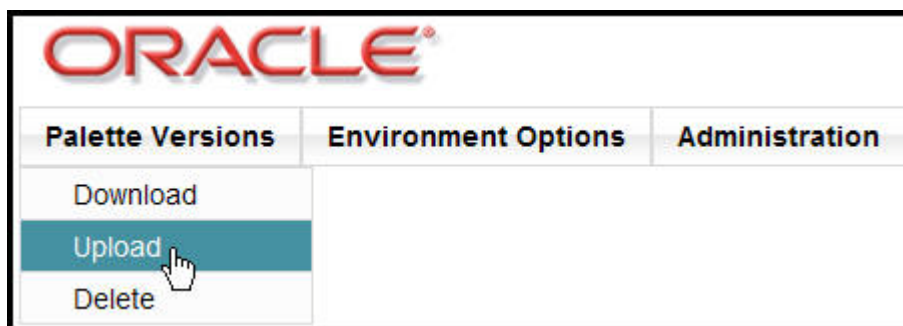 ORACLE®
Palette Versions Environment Options Administration
Download
Upload
Delete